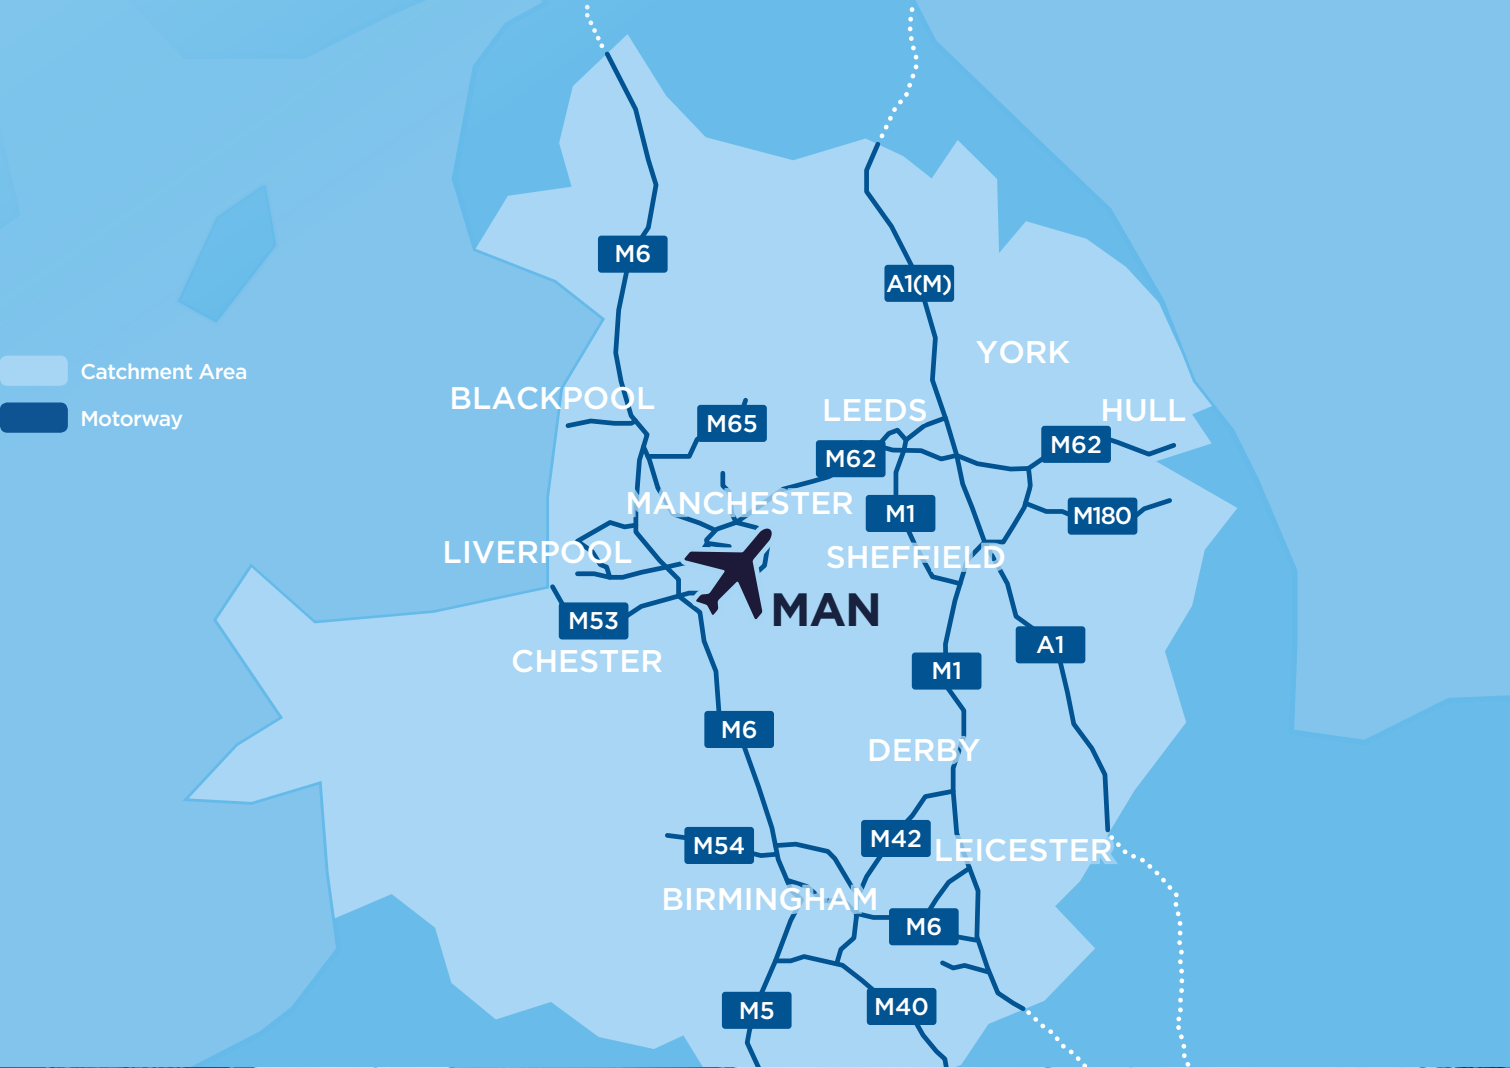 M6
A1(M)
YORK
Catchment Area
BLACKPOOL
LEEDS
HULL
Motorway
M65
M62
M62
MANCHESTER
M1
M180
LIVERPOOL
SHEFFIELD
MAN
M53
A1
CHESTER
M1
M6
DERBY
M54
M42
LEICESTER
BIRMINGHAM
M6
M5
M40